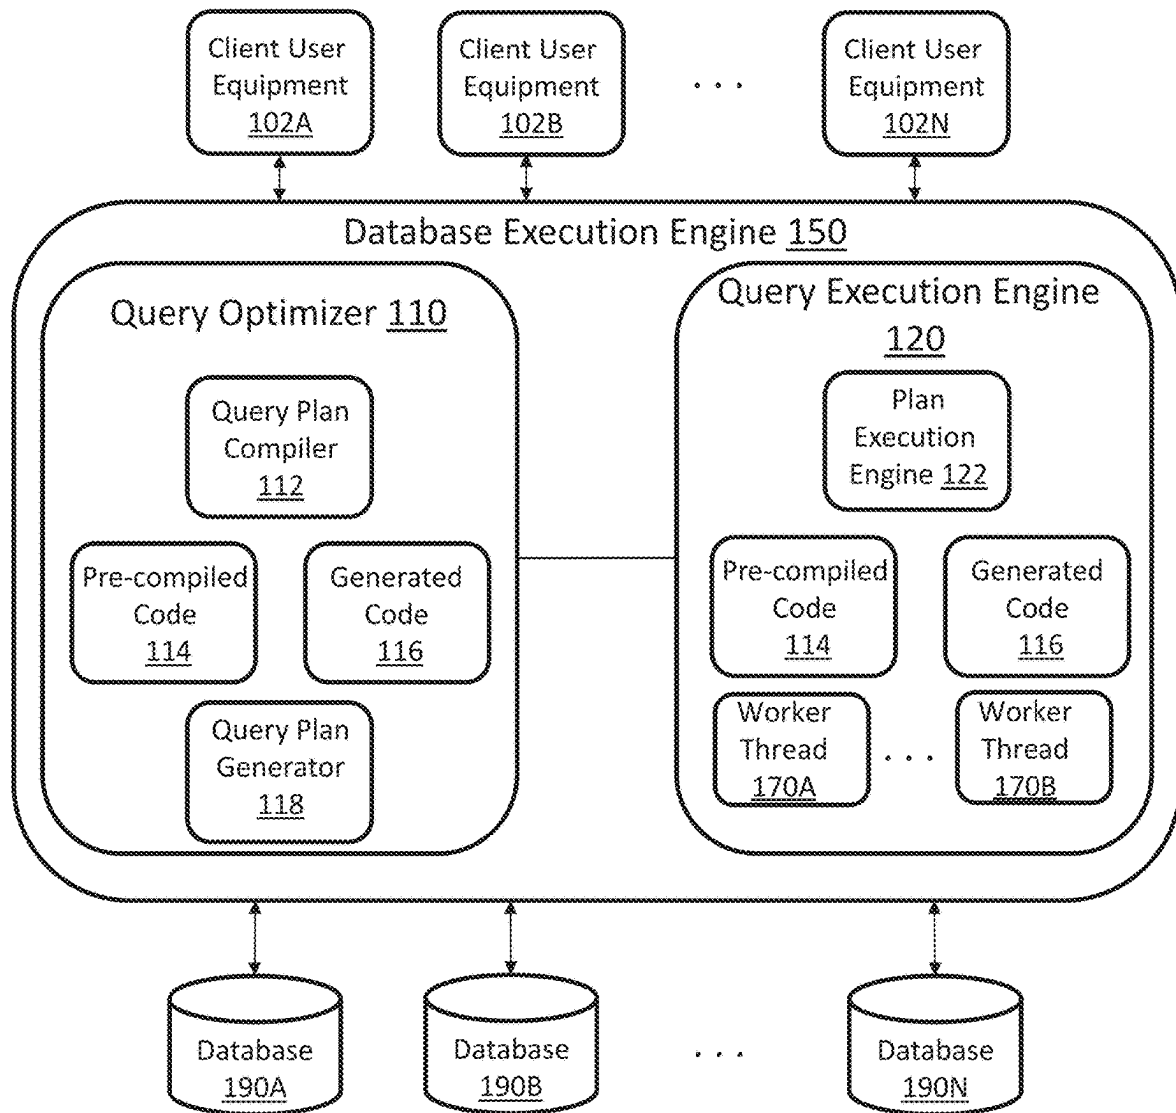 Client User
Equipment
102A
Client User
Equipment
102B
. . .
Client User
Equipment
102N
Database Execution Engine 150
Query Optimizer 110
Query Plan
Compiler
112
Pre-compiled
Code
114
Generated
Code
116
Query Plan
Generator
118
Query Execution Engine
120
Plan
Execution
Engine 122
Pre-compiled
Code
114
Generated
Code
116
Worker
Thread
170A
. . .
Worker
Thread
170B
Database
190A
Database
190B
. . .
Database
190N